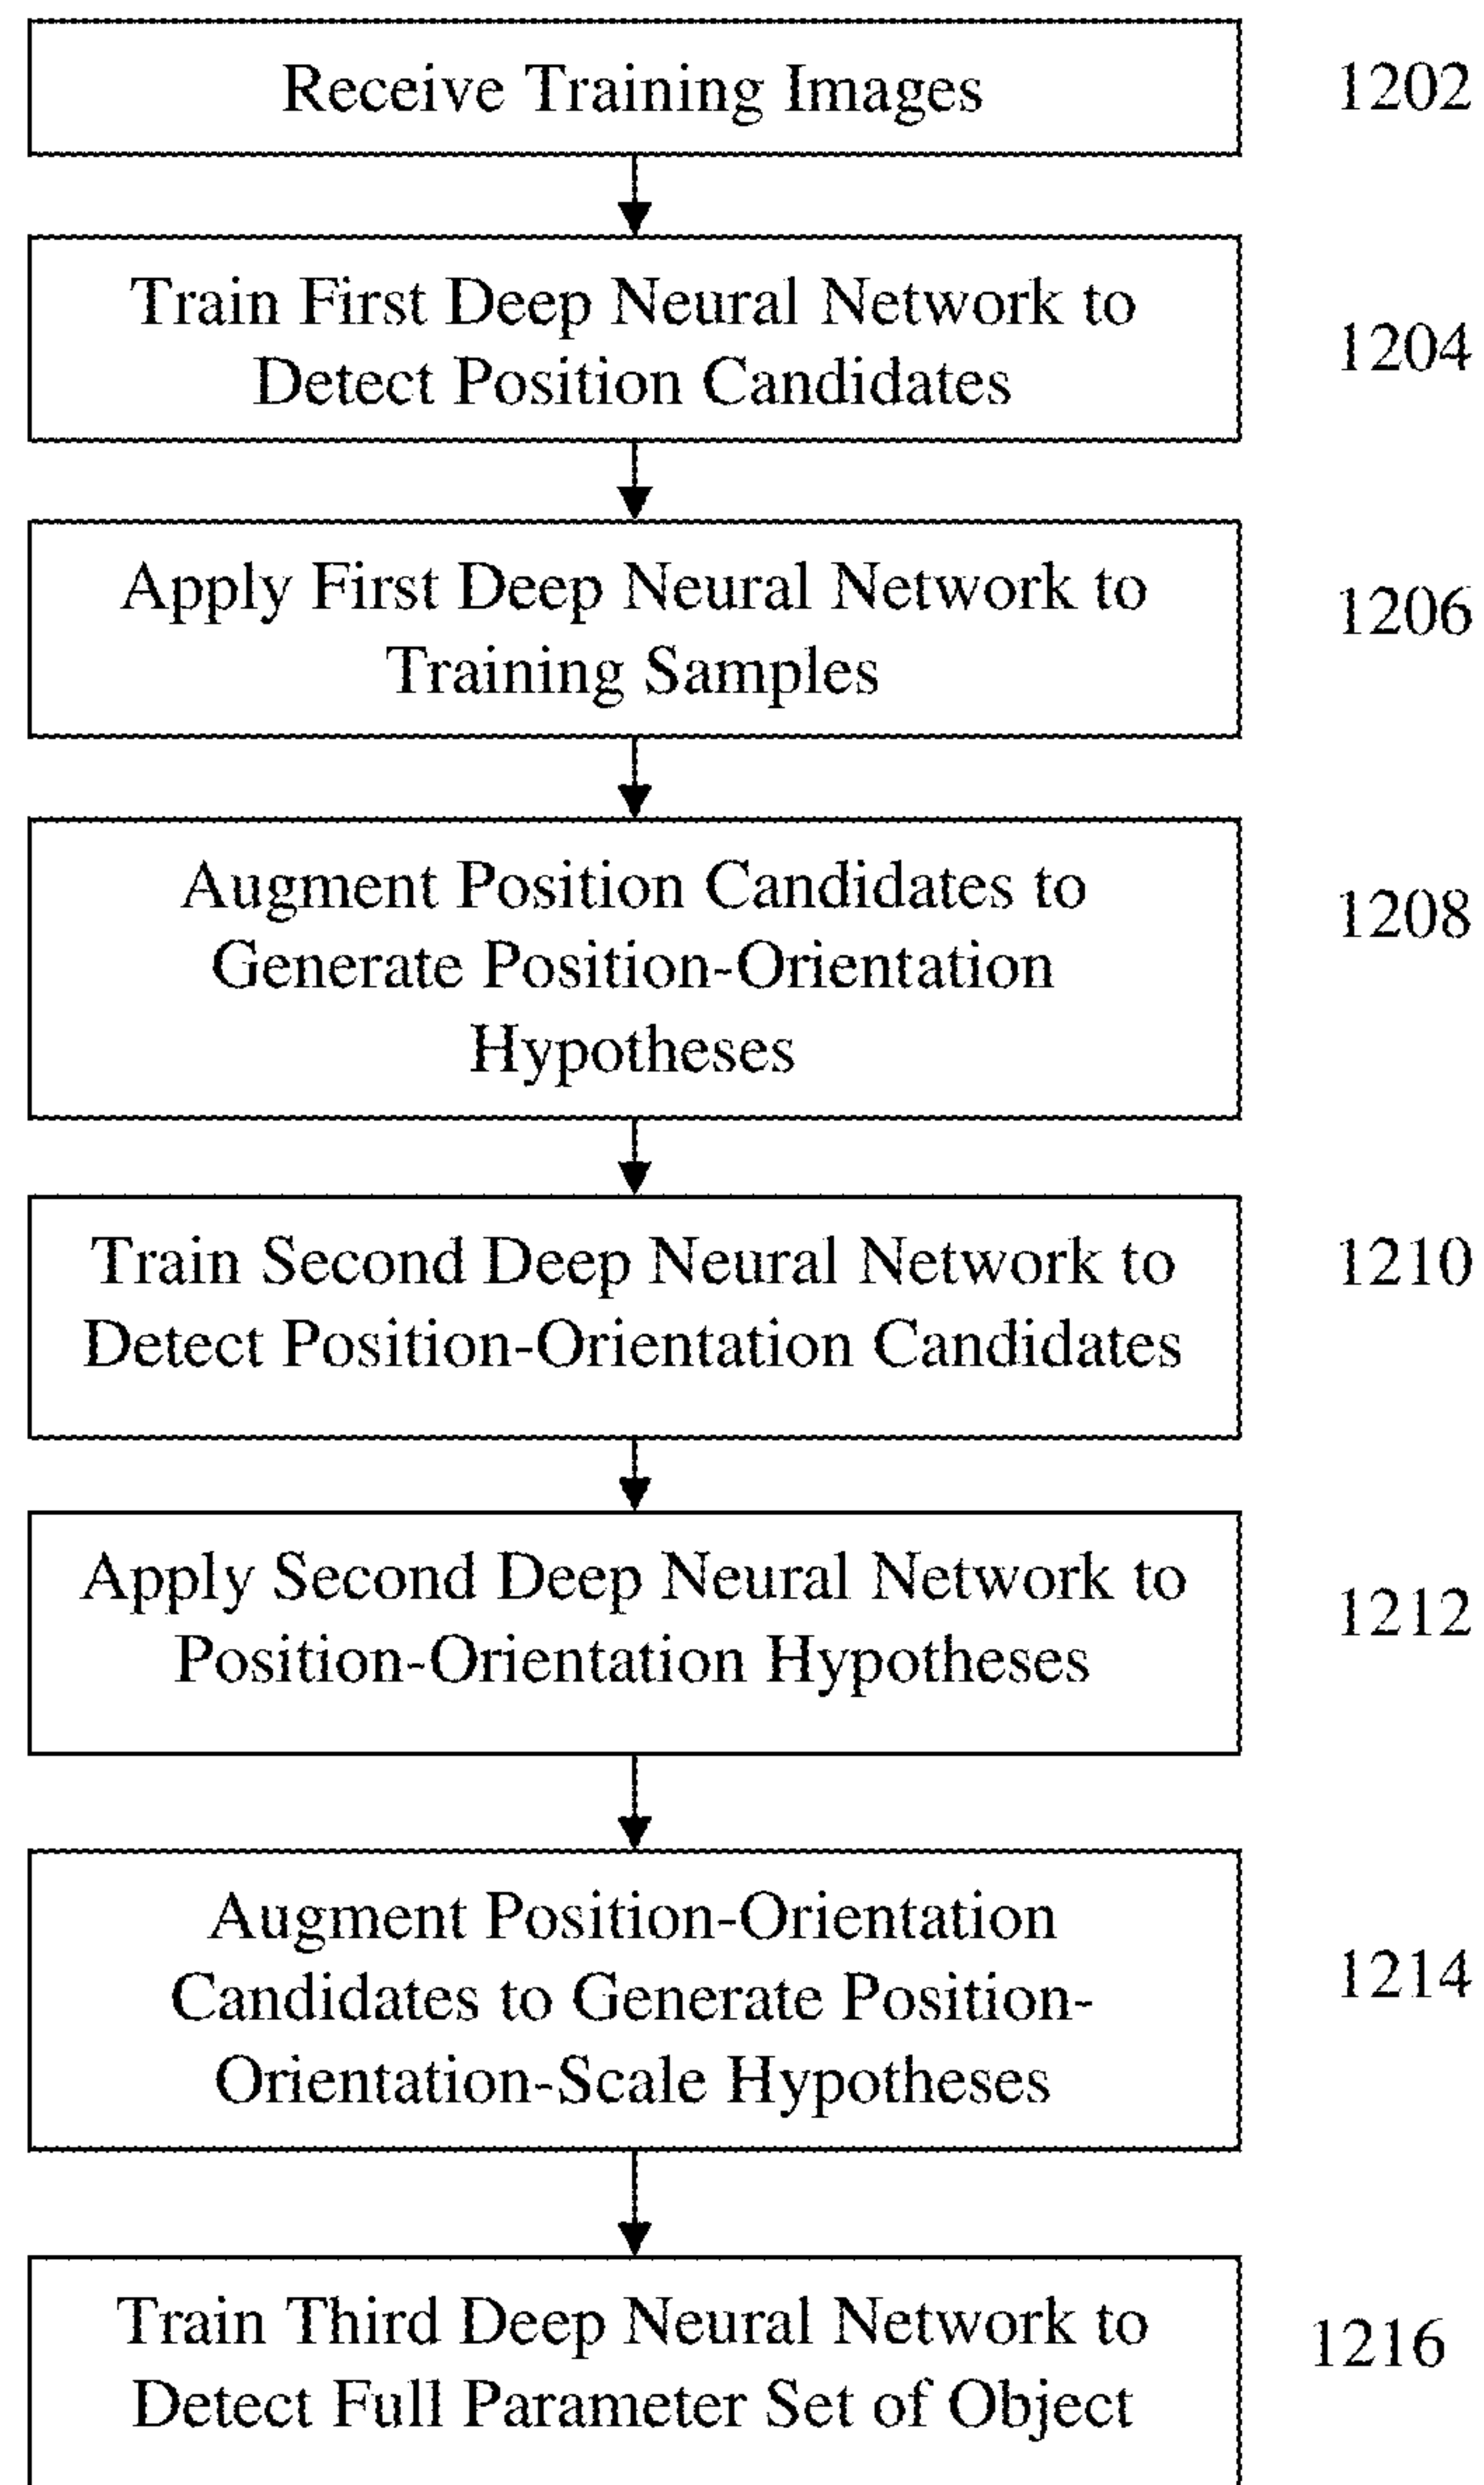 Receive Training Images
1202
Train First Deep Neural Network to
Detect Position Candidates
1204
Apply First Deep Neural Network to
Training Samples
1206
Augment Position Candidates to
Generate Position-Orientation
Hypotheses
1208
Train Second Deep Neural Network to
Detect Position-Orientation Candidates
1210
Apply Second Deep Neural Network to
Position-Orientation Hypotheses
1212
Augment Position-Orientation
Candidates to Generate Position-
Orientation-Scale Hypotheses
1214
Train Third Deep Neural Network to
Detect Full Parameter Set of Object
1216